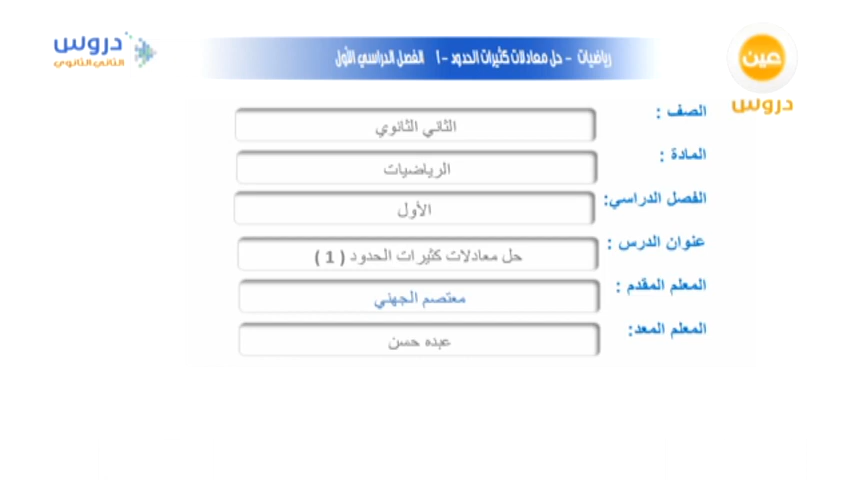 دروس
الثاني الثانوي
رياضيات - حل معادلات كثيرات الحدود - 1 الفصل الدراسي الأول
عين
دروس
الصف : الثاني الثانوي
المادة : الرياضيات
الفصل الدراسي: الأول
عنوان الدرس : حل معادلات كثيرات الحدود ( 1 )
المعلم المقدم : معتصم الجهني
المعلم المعد: عبده حسن